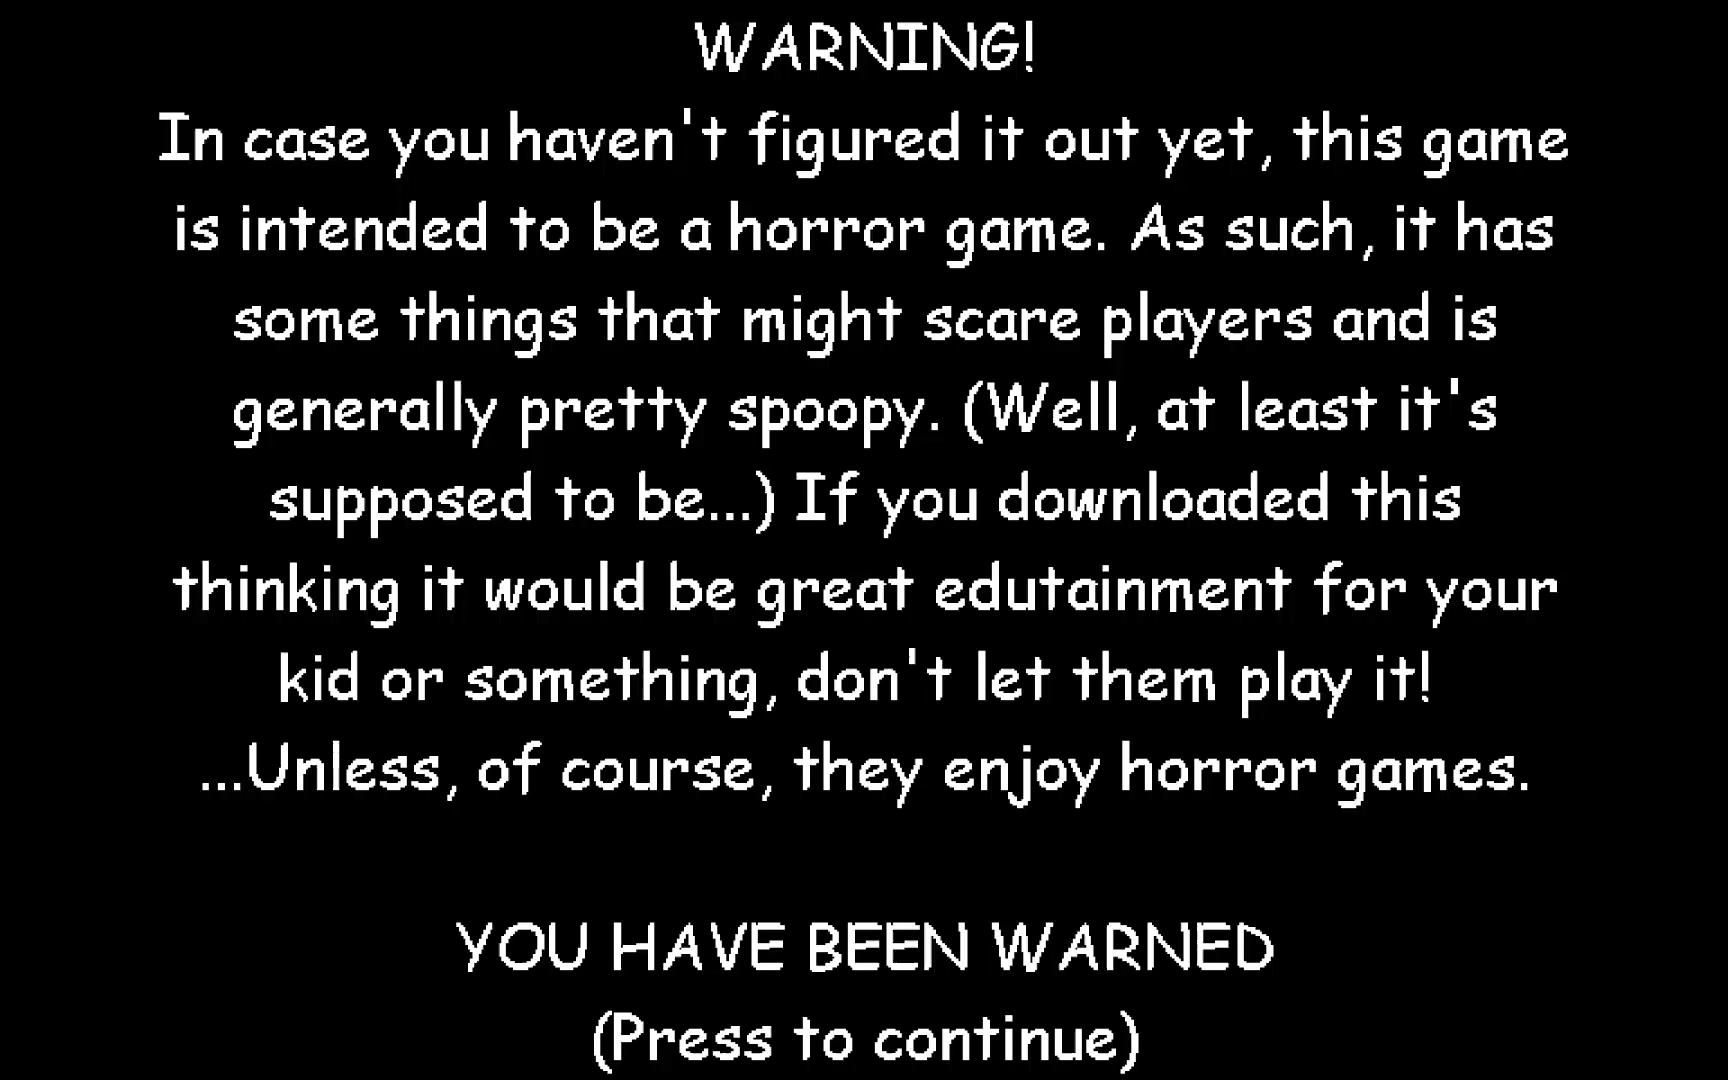 WARNING!
In case you haven't figured it out yet, this game
is intended to be a horror game. As such, it has
some things that might scare players and is
generally pretty spoopy. (Well, at least it's
supposed to be...) If you downloaded this
thinking it would be great edutainment for your
kid or something, don't let them play it!
...Unless, of course, they enjoy horror games.
YOU HAVE BEEN WARNED
(Press to continue)